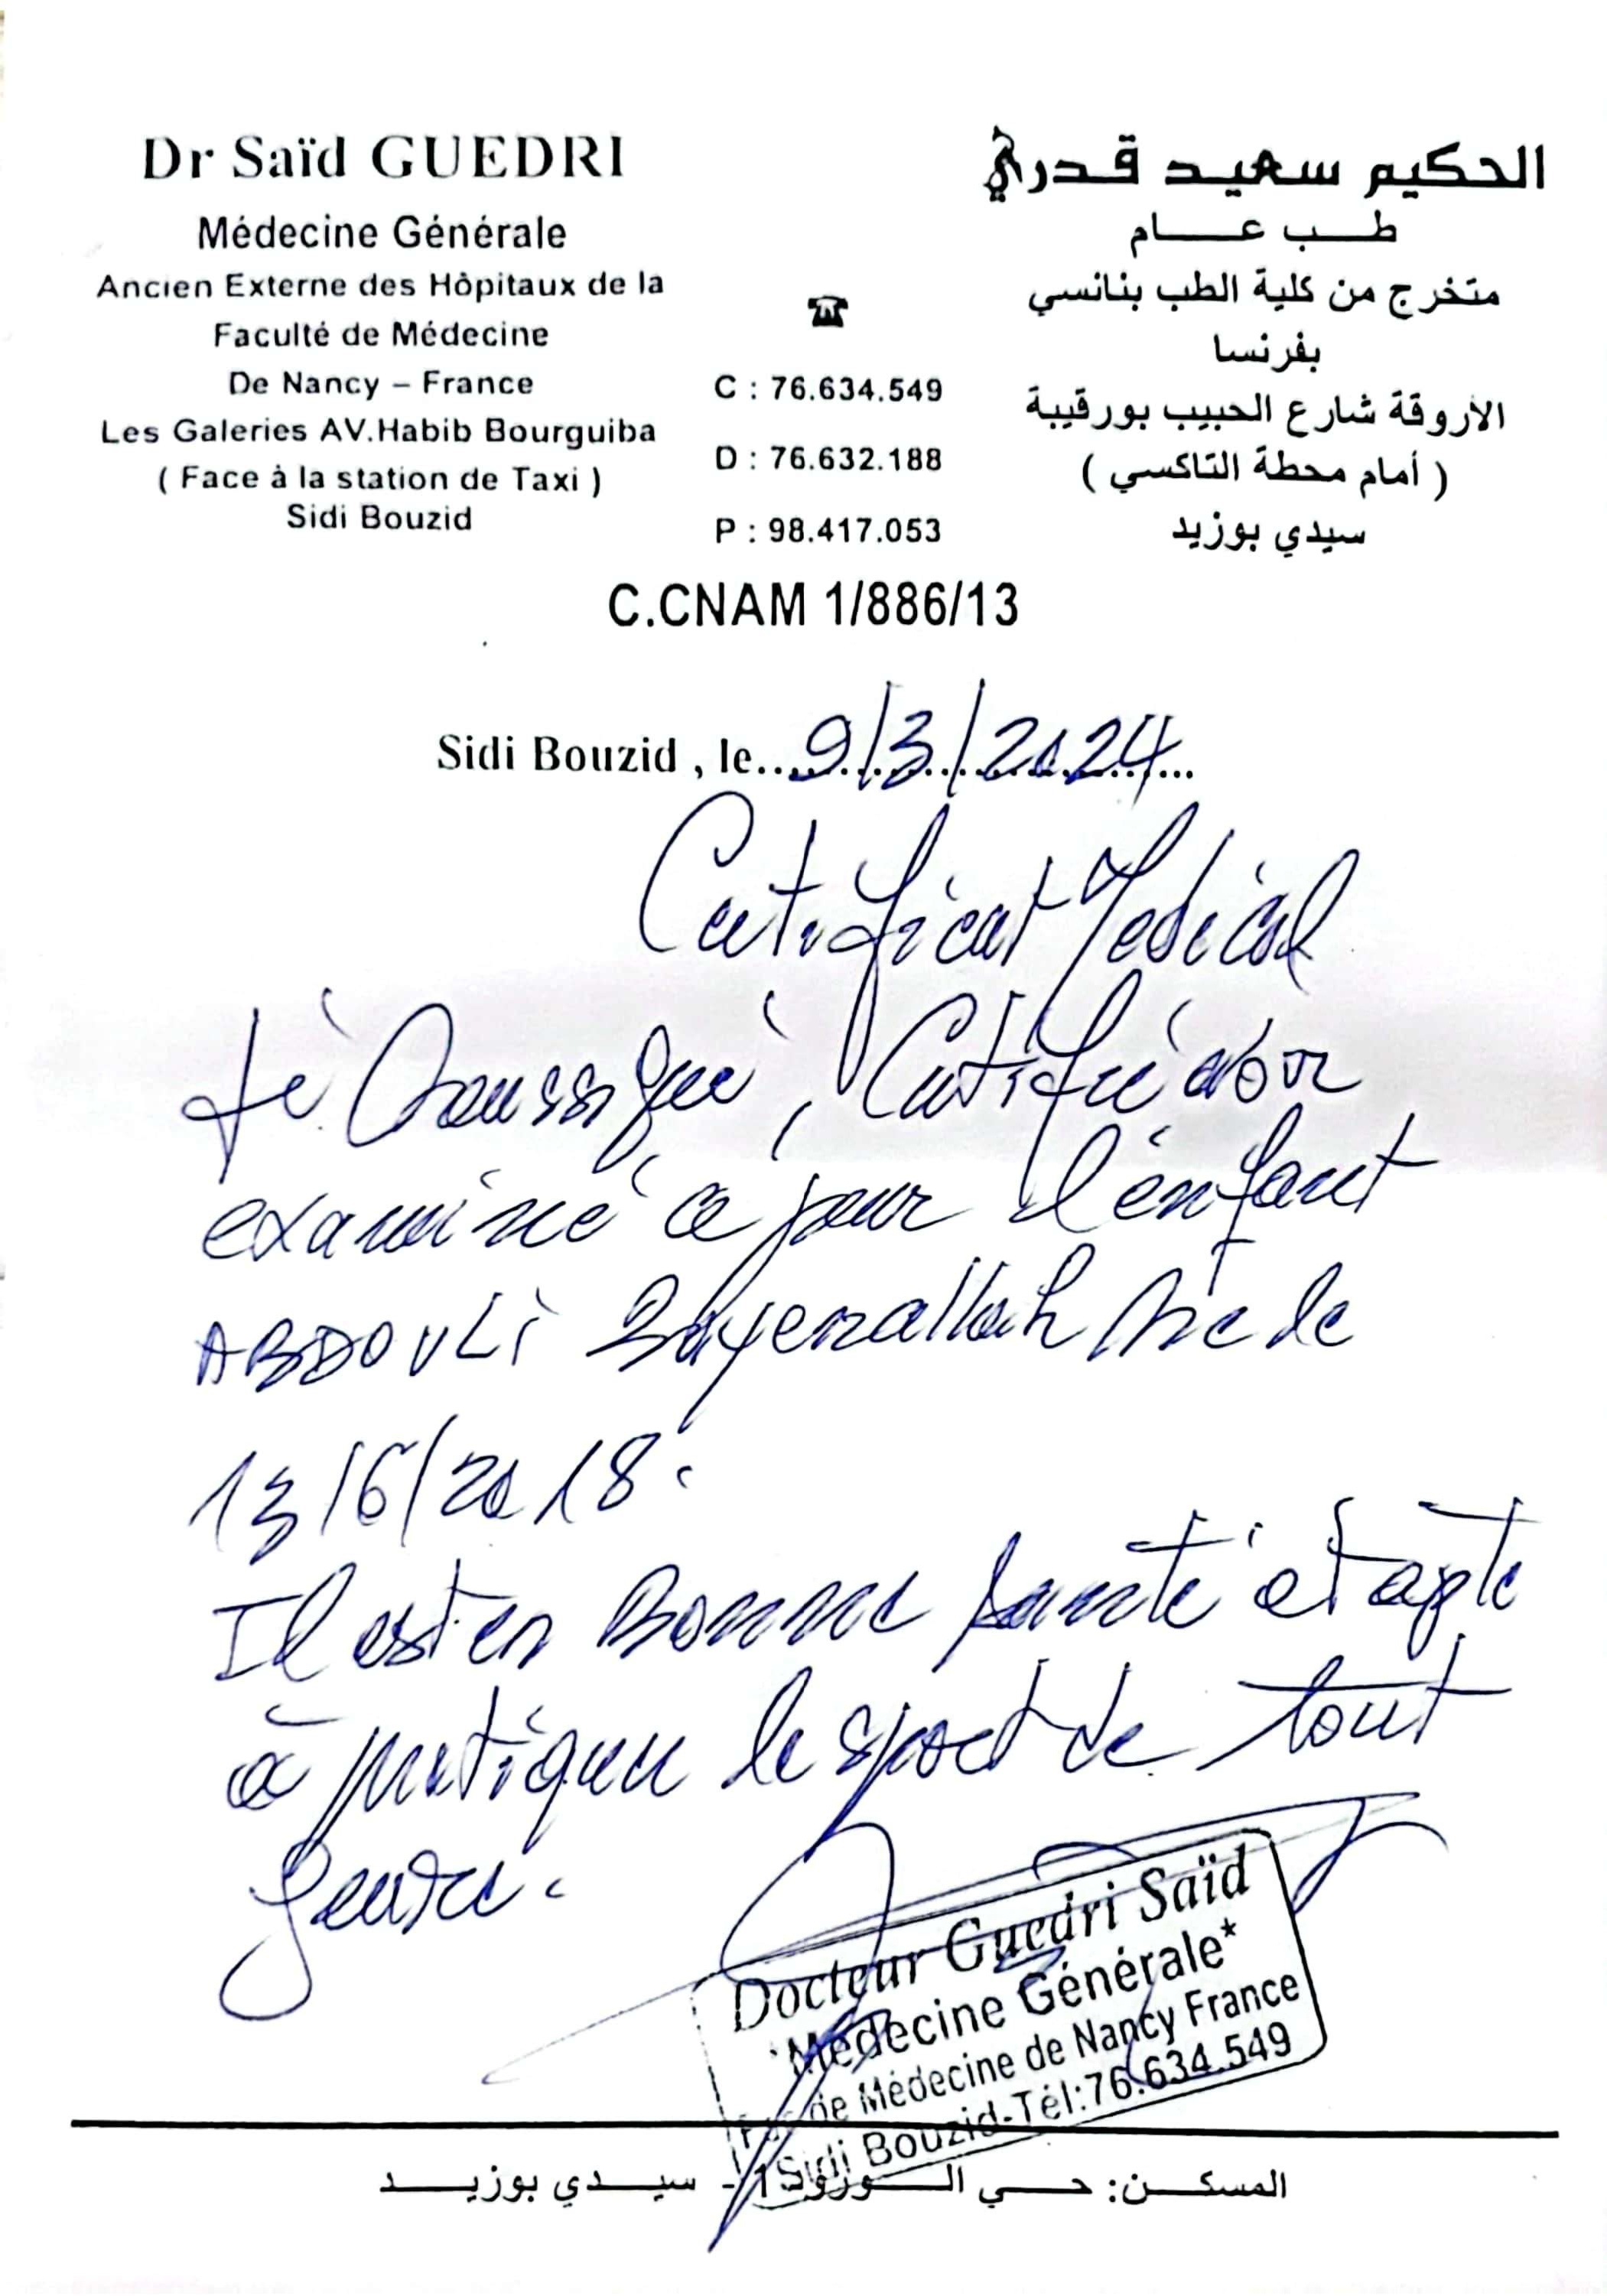 Dr Saïd GUEDRI
Médecine Générale
Ancien Externe des Hôpitaux de la
Faculté de Médecine
De Nancy – France
Les Galeries AV.Habib Bourguiba
( Face à la station de Taxi )
Sidi Bouzid
☎
C : 76.634.549
D : 76.632.188
P : 98.417.053
الحكيم سعيد قدري
طب عام
متخرج من كلية الطب بنانسي
بفرنسا
الأروقة شارع الحبيب بورقيبة
( أمام محطة التاكسي )
سيدي بوزيد
C.CNAM 1/886/13
Sidi Bouzid , le 9/3/2024
Certificat Médical
Je Soussigné, Certifie avoir
examiné ce jour l'enfant
ABDOULI né le
13/6/2018.
Il est en Bonne santé et apte
à pratiquer le sport de tout
genre.
Docteur Guedri Saïd
*Médecine Générale*
de Médecine de Nancy France
Sidi Bouzid-Tél:76.634.549
المسكن: حي الورود 1 - سيدي بوزيد